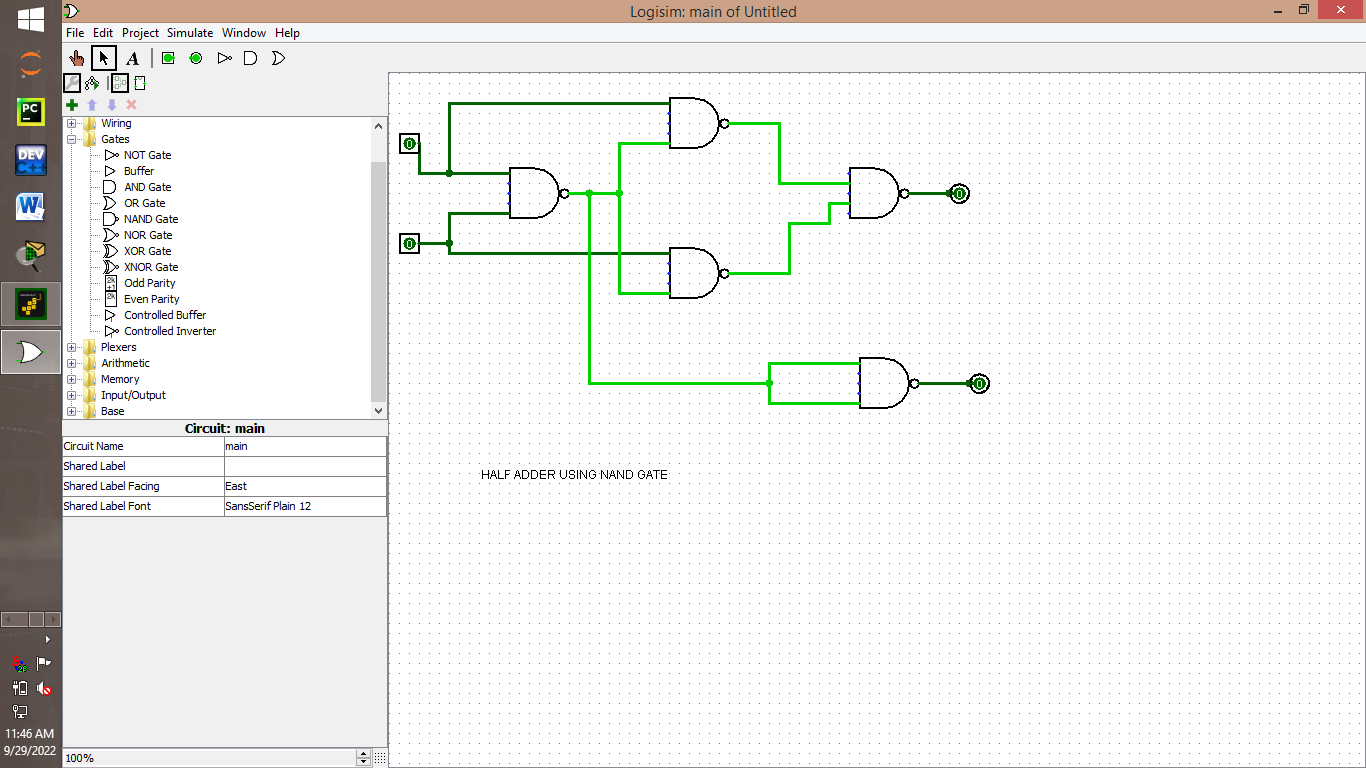 Logisim: main of Untitled
File Edit Project Simulate Window Help
A
PC
DEV
C++
W
Wiring
Gates
NOT Gate
Buffer
AND Gate
OR Gate
NAND Gate
NOR Gate
XOR Gate
XNOR Gate
Odd Parity
Even Parity
Controlled Buffer
Controlled Inverter
Plexers
Arithmetic
Memory
Input/Output
Base
Circuit: main
Circuit Name main
Shared Label
Shared Label Facing East
Shared Label Font SansSerif Plain 12
0
0
0
0
HALF ADDER USING NAND GATE
11:46 AM
9/29/2022
100%